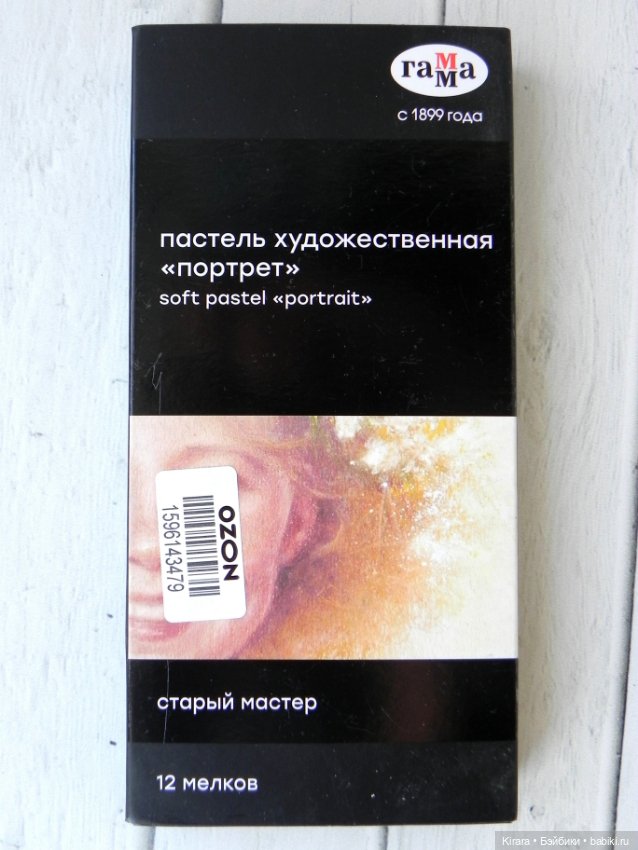 гамма
с 1899 года
пастель художественная
«портрет»
soft pastel «portrait»
OZON
1596143479
старый мастер
12 мелков
Kirara • Бэйбики • babiki.ru